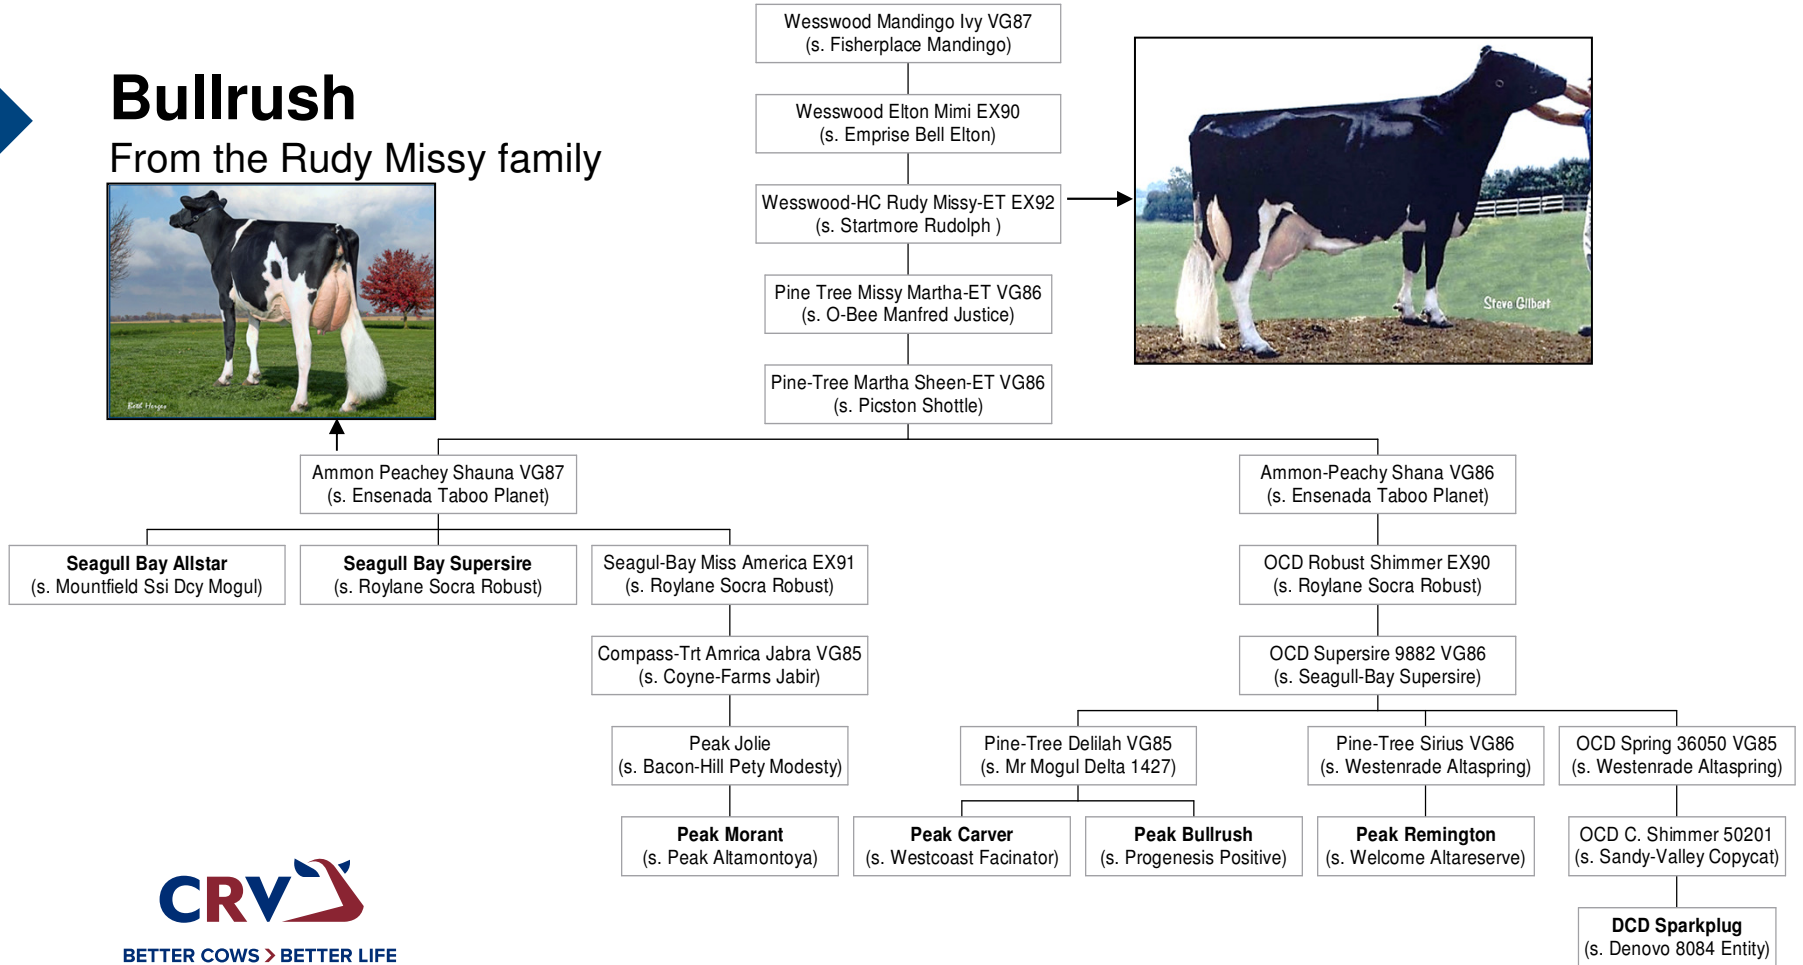 Bullrush
From the Rudy Missy family
Wesswood Mandingo Ivy VG87
(s. Fisherplace Mandingo)
Wesswood Elton Mimi EX90
(s. Emprise Bell Elton)
Wesswood-HC Rudy Missy-ET EX92
(s. Startmore Rudolph )
Steve Gilbert
Pine Tree Missy Martha-ET VG86
(s. O-Bee Manfred Justice)
Pine-Tree Martha Sheen-ET VG86
(s. Picston Shottle)
Beth Herges
Ammon Peachey Shauna VG87
(s. Ensenada Taboo Planet)
Ammon-Peachy Shana VG86
(s. Ensenada Taboo Planet)
Seagull Bay Allstar
(s. Mountfield Ssi Dcy Mogul)
Seagull Bay Supersire
(s. Roylane Socra Robust)
Seagul-Bay Miss America EX91
(s. Roylane Socra Robust)
OCD Robust Shimmer EX90
(s. Roylane Socra Robust)
Compass-Trt Amrica Jabra VG85
(s. Coyne-Farms Jabir)
OCD Supersire 9882 VG86
(s. Seagull-Bay Supersire)
Peak Jolie
(s. Bacon-Hill Pety Modesty)
Pine-Tree Delilah VG85
(s. Mr Mogul Delta 1427)
Pine-Tree Sirius VG86
(s. Westenrade Altaspring)
OCD Spring 36050 VG85
(s. Westenrade Altaspring)
Peak Morant
(s. Peak Altamontoya)
Peak Carver
(s. Westcoast Facinator)
Peak Bullrush
(s. Progenesis Positive)
Peak Remington
(s. Welcome Altareserve)
OCD C. Shimmer 50201
(s. Sandy-Valley Copycat)
DCD Sparkplug
(s. Denovo 8084 Entity)
CRV
BETTER COWS > BETTER LIFE